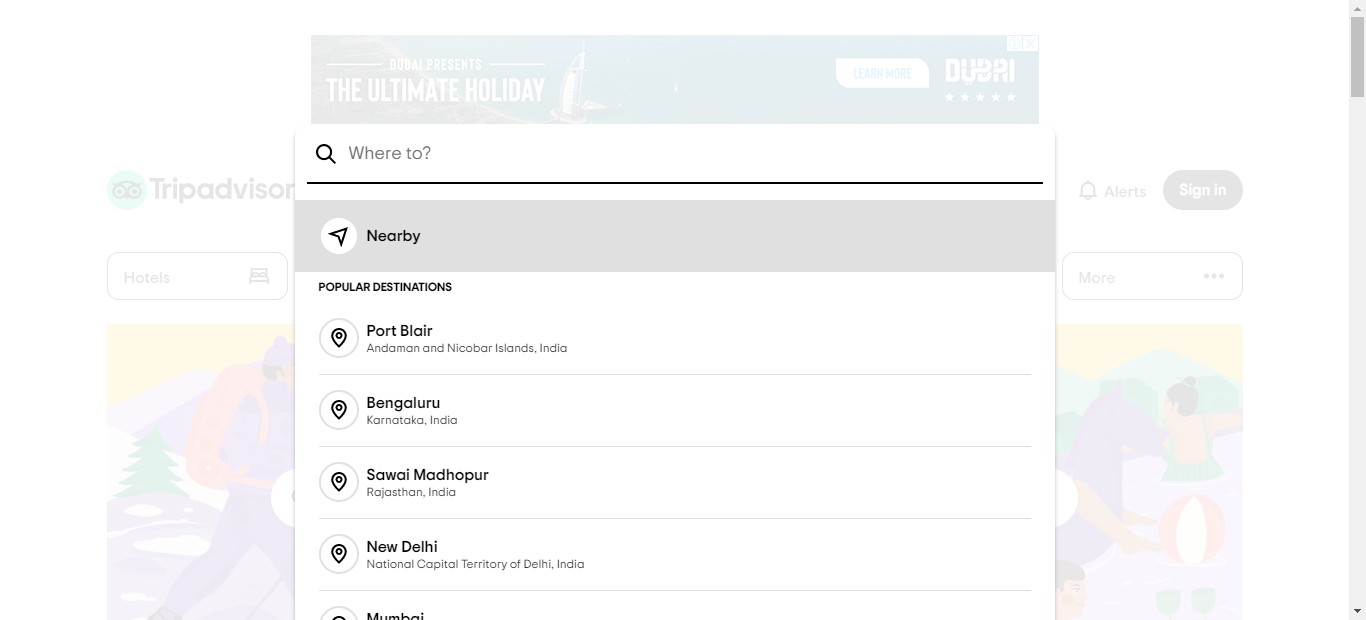 DUBAI PRESENTS
THE ULTIMATE HOLIDAY
LEARN MORE
DUBAI
Where to?
Tripadvisor
Alerts
Sign in
Nearby
Hotels
More
POPULAR DESTINATIONS
Port Blair
Andaman and Nicobar Islands, India
Bengaluru
Karnataka, India
Sawai Madhopur
Rajasthan, India
New Delhi
National Capital Territory of Delhi, India
Mumbai